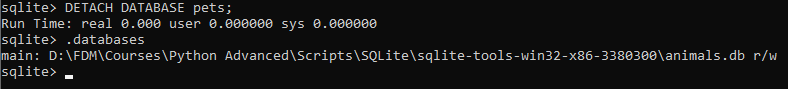 sqlite> DETACH DATABASE pets;
Run Time: real 0.000 user 0.000000 sys 0.000000
sqlite> .databases
main: D:\FDM\Courses\Python Advanced\Scripts\SQLite\sqlite-tools-win32-x86-3380300\animals.db r/w
sqlite> _